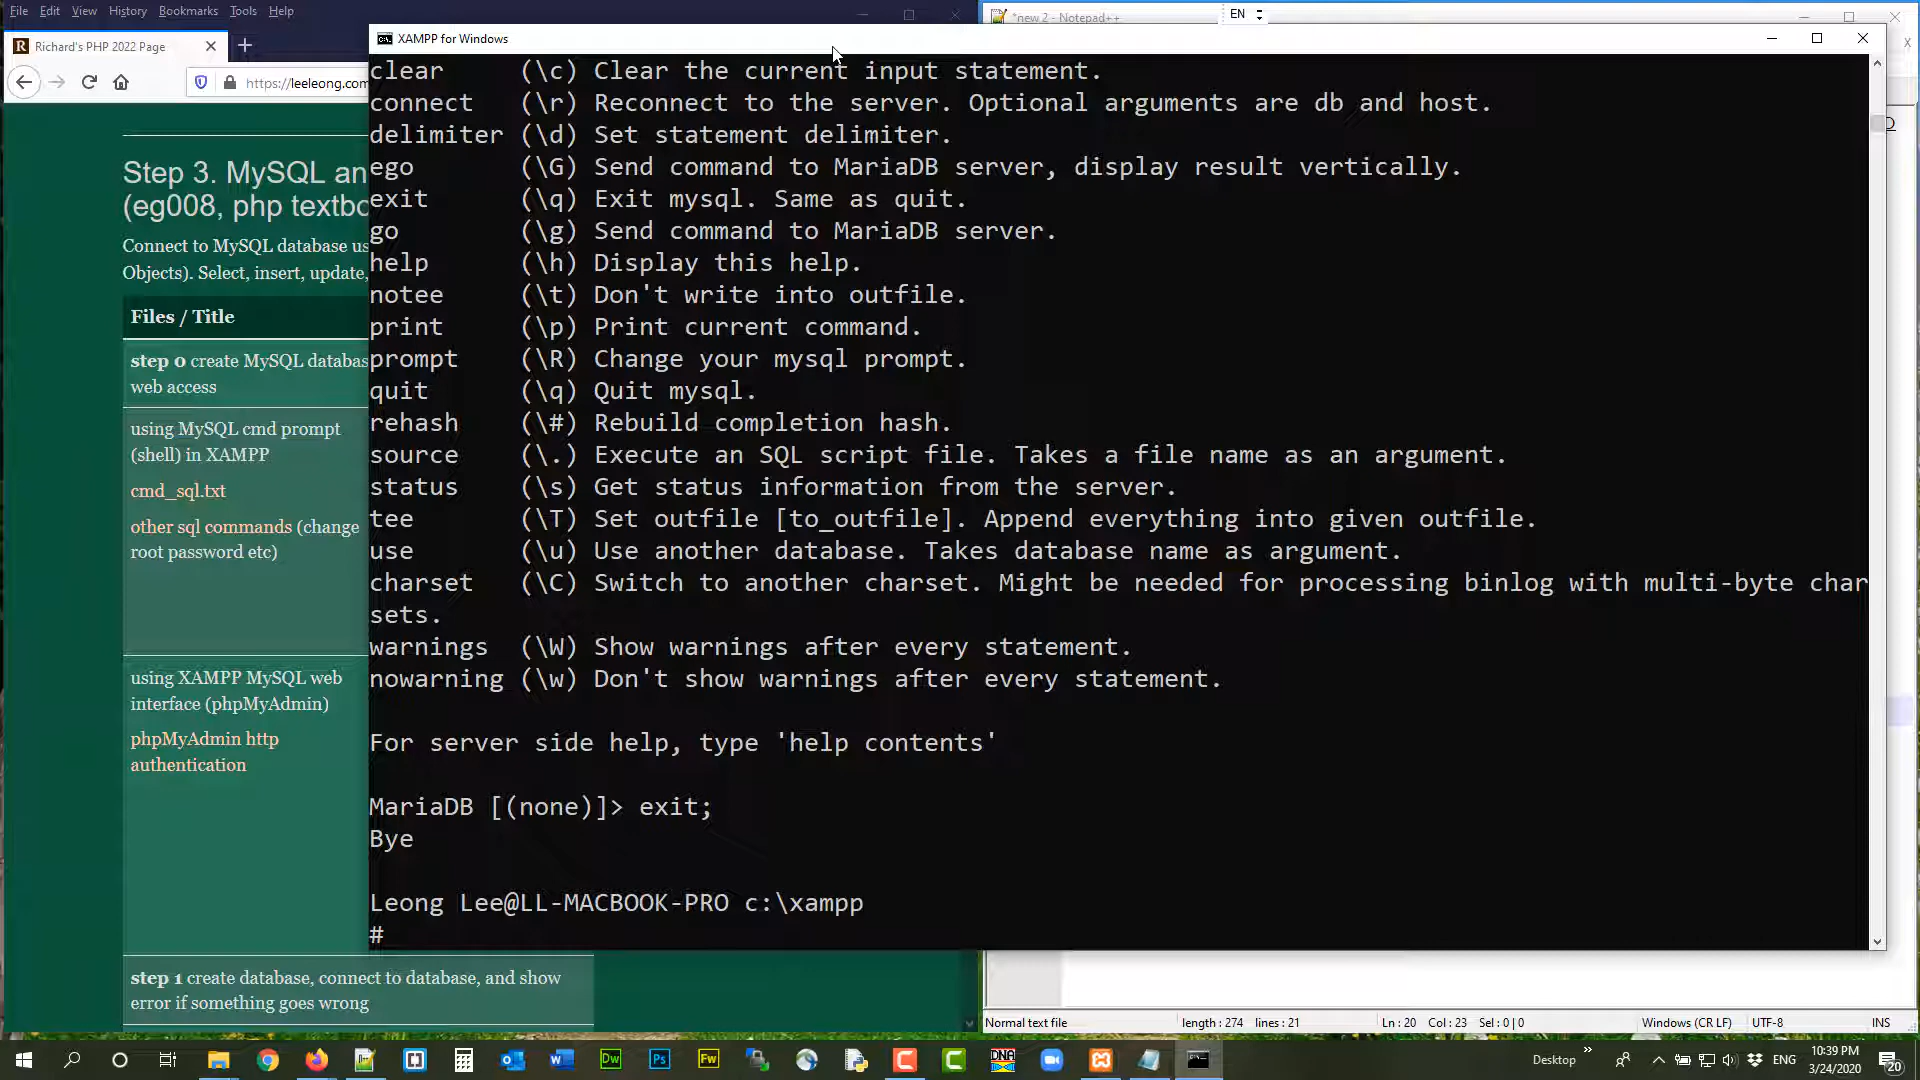 File Edit View History Bookmarks Tools Help
Richard's PHP 2022 Page
https://leeleong.com
Step 3. MySQL an
(eg008, php textbo
Connect to MySQL database us
Objects). Select, insert, update,
Files / Title
step 0 create MySQL databas
web access
using MySQL cmd prompt
(shell) in XAMPP
cmd_sql.txt
other sql commands (change
root password etc)
using XAMPP MySQL web
interface (phpMyAdmin)
phpMyAdmin http
authentication
step 1 create database, connect to database, and show
error if something goes wrong
*new 2 - Notepad++
EN
XAMPP for Windows
clear (\c) Clear the current input statement.
connect (\r) Reconnect to the server. Optional arguments are db and host.
delimiter (\d) Set statement delimiter.
ego (\G) Send command to MariaDB server, display result vertically.
exit (\q) Exit mysql. Same as quit.
go (\g) Send command to MariaDB server.
help (\h) Display this help.
notee (\t) Don't write into outfile.
print (\p) Print current command.
prompt (\R) Change your mysql prompt.
quit (\q) Quit mysql.
rehash (\#) Rebuild completion hash.
source (\.) Execute an SQL script file. Takes a file name as an argument.
status (\s) Get status information from the server.
tee (\T) Set outfile [to_outfile]. Append everything into given outfile.
use (\u) Use another database. Takes database name as argument.
charset (\C) Switch to another charset. Might be needed for processing binlog with multi-byte char
sets.
warnings (\W) Show warnings after every statement.
nowarning (\w) Don't show warnings after every statement.
For server side help, type 'help contents'
MariaDB [(none)]> exit;
Bye
Leong Lee@LL-MACBOOK-PRO c:\xampp
#
Normal text file length : 274 lines : 21 Ln : 20 Col : 23 Sel : 0 | 0 Windows (CR LF) UTF-8 INS
Dw Ps Fw DNA
Desktop » ENG
10:39 PM
3/24/2020
20